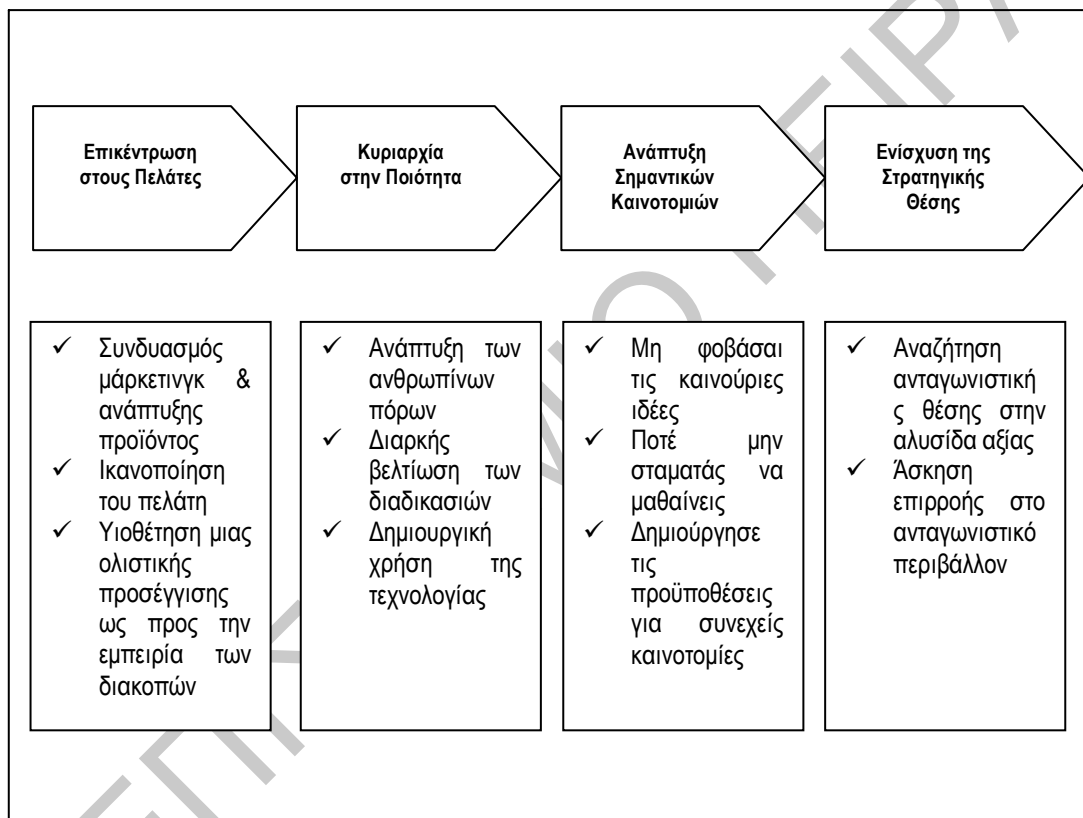 Επικέντρωση
στους Πελάτες
Κυριαρχία
στην Ποιότητα
Ανάπτυξη
Σημαντικών
Καινοτομιών
Ενίσχυση της
Στρατηγικής
Θέσης
✓ Συνδυασμός
μάρκετινγκ &
ανάπτυξης
προϊόντος
✓ Ικανοποίηση
του πελάτη
✓ Υιοθέτηση μιας
ολιστικής
προσέγγισης
ως προς την
εμπειρία των
διακοπών
✓ Ανάπτυξη των
ανθρωπίνων
πόρων
✓ Διαρκής
βελτίωση των
διαδικασιών
✓ Δημιουργική
χρήση της
τεχνολογίας
✓ Μη φοβάσαι
τις καινούριες
ιδέες
✓ Ποτέ μην
σταματάς να
μαθαίνεις
✓ Δημιούργησε
τις
προϋποθέσεις
για συνεχείς
καινοτομίες
✓ Αναζήτηση
ανταγωνιστική
ς θέσης στην
αλυσίδα αξίας
✓ Άσκηση
επιρροής στο
ανταγωνιστικό
περιβάλλον